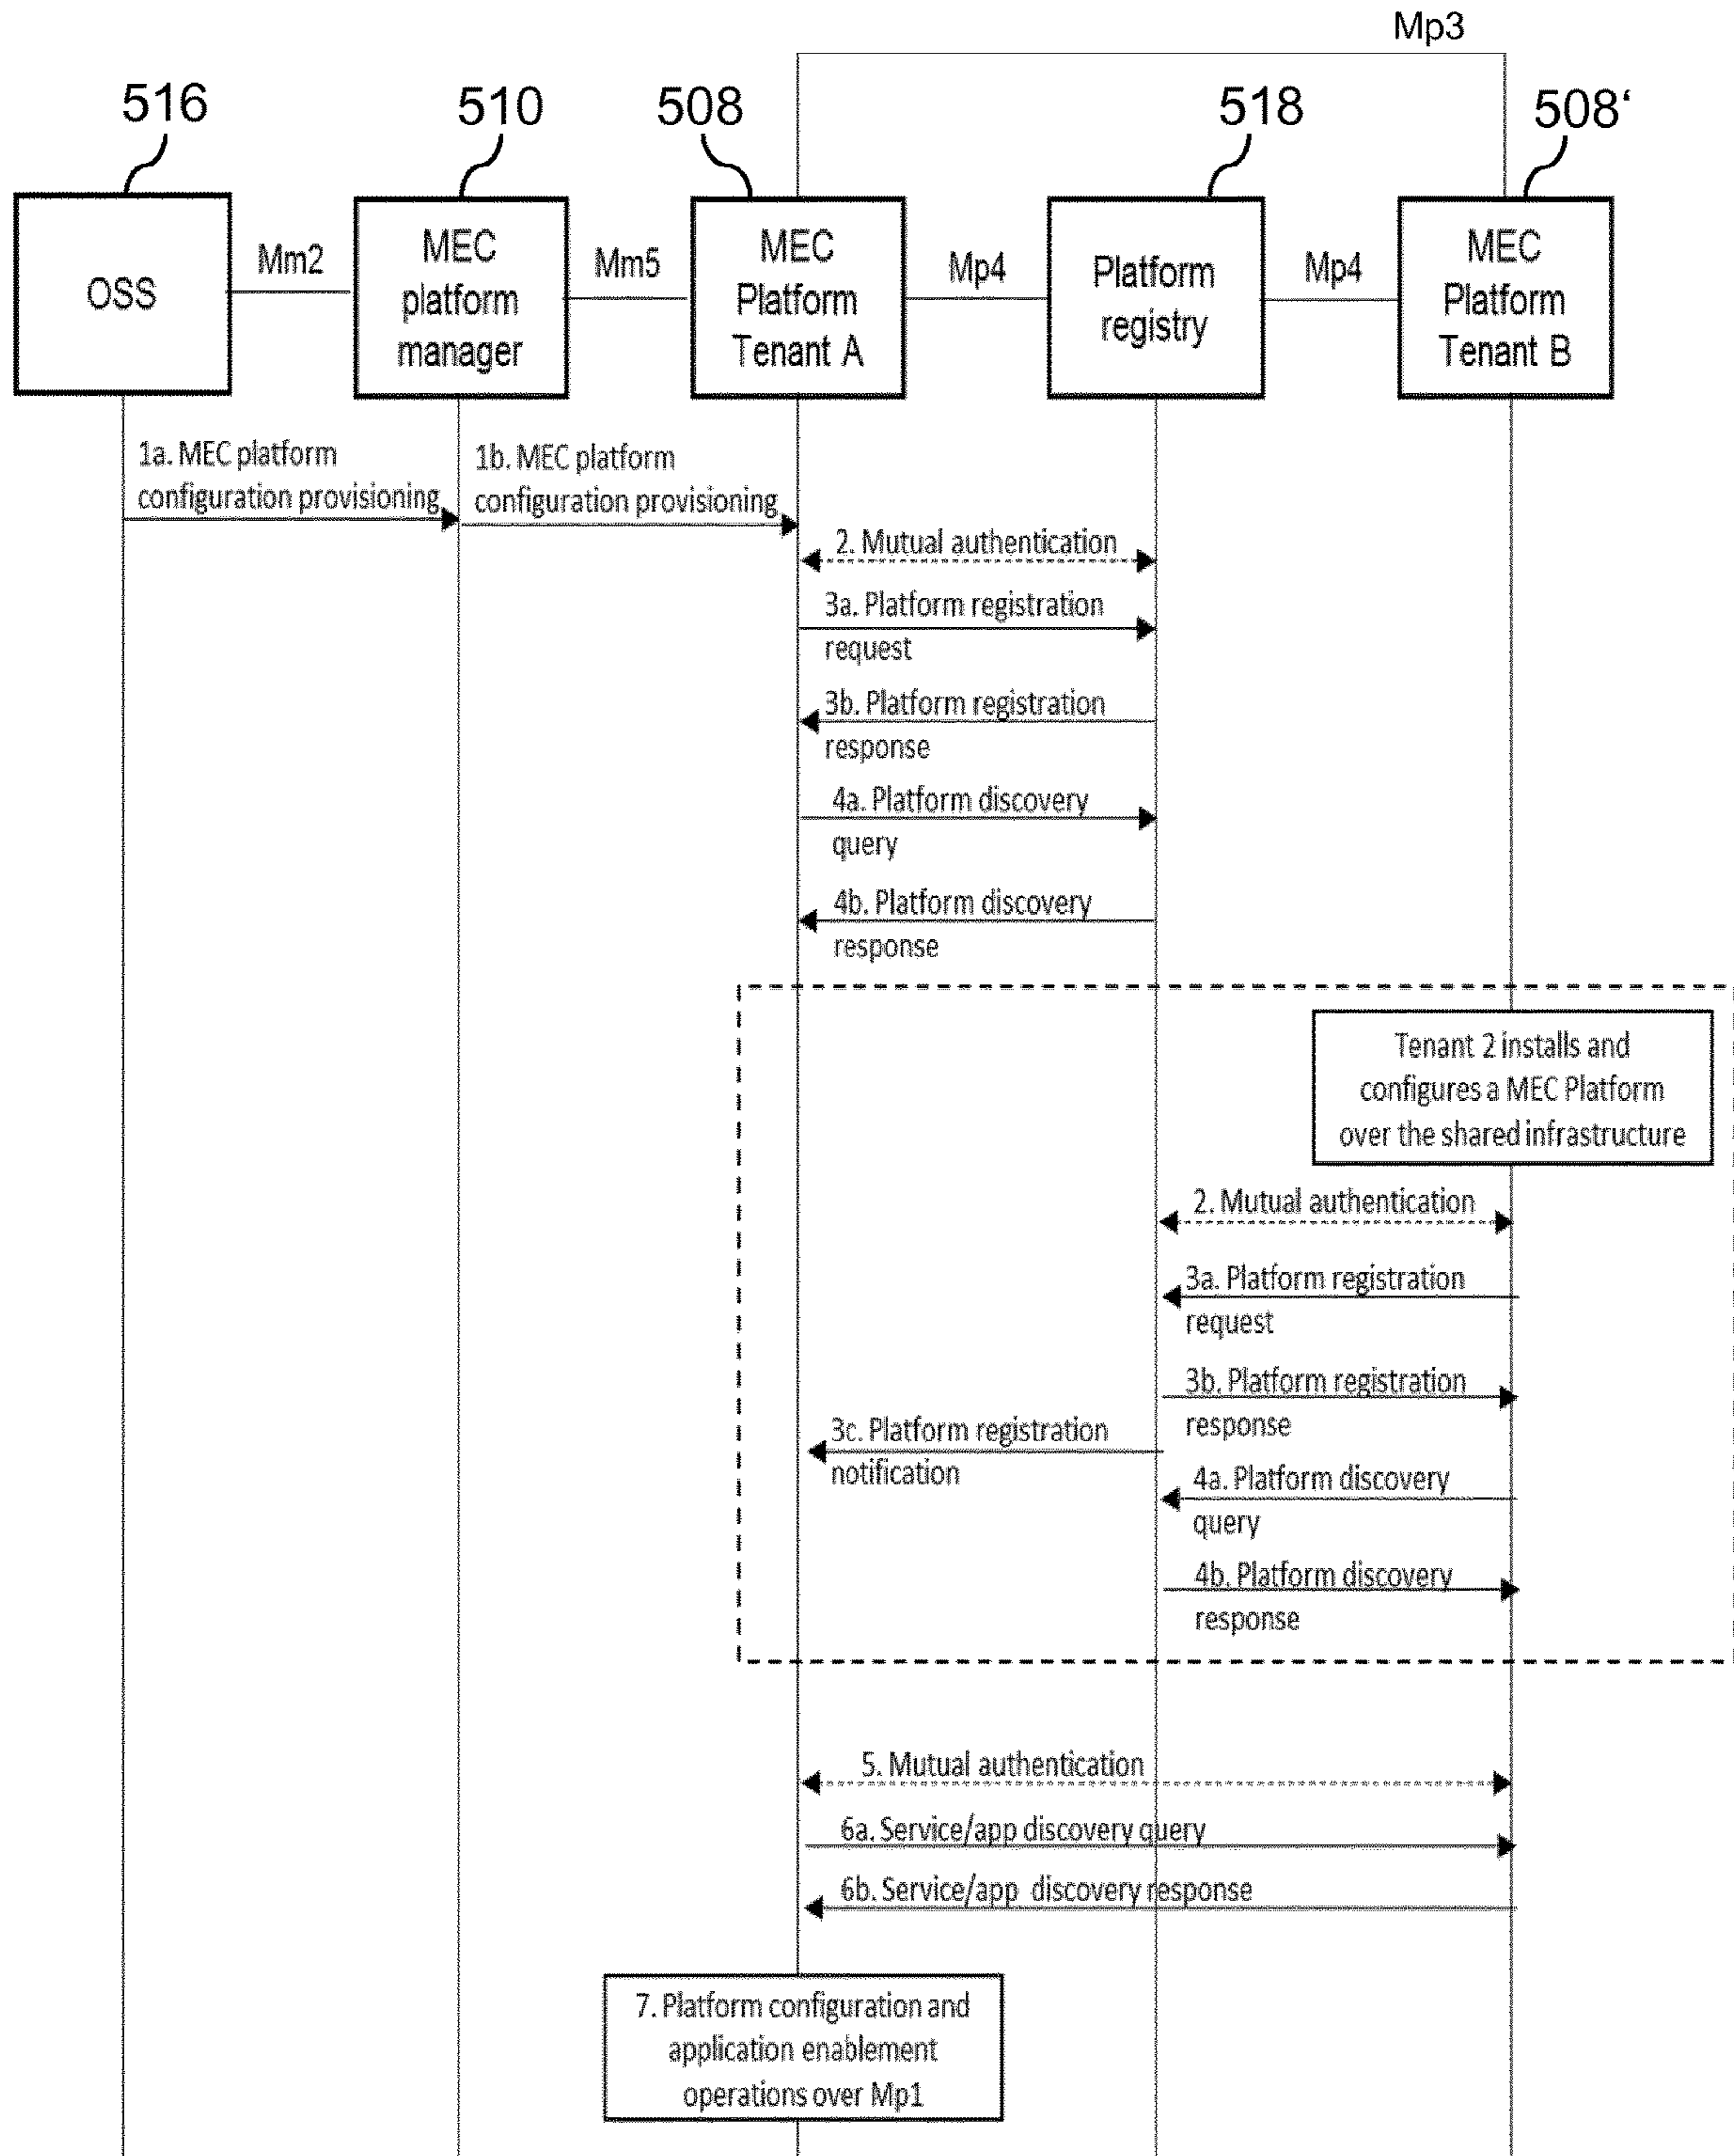 Mp3
516
510
508
518
508‘
OSS
Mm2
MEC
platform
manager
Mm5
MEC
Platform
Tenant A
Mp4
Platform
registry
Mp4
MEC
Platform
Tenant B
1a. MEC platform
configuration provisioning
1b. MEC platform
configuration provisioning
2. Mutual authentication
3a. Platform registration
request
3b. Platform registration
response
4a. Platform discovery
query
4b. Platform discovery
response
Tenant 2 installs and
configures a MEC Platform
over the shared infrastructure
2. Mutual authentication
3a. Platform registration
request
3b. Platform registration
response
3c. Platform registration
notification
4a. Platform discovery
query
4b. Platform discovery
response
5. Mutual authentication
6a. Service/app discovery query
6b. Service/app discovery response
7. Platform configuration and
application enablement
operations over Mp1